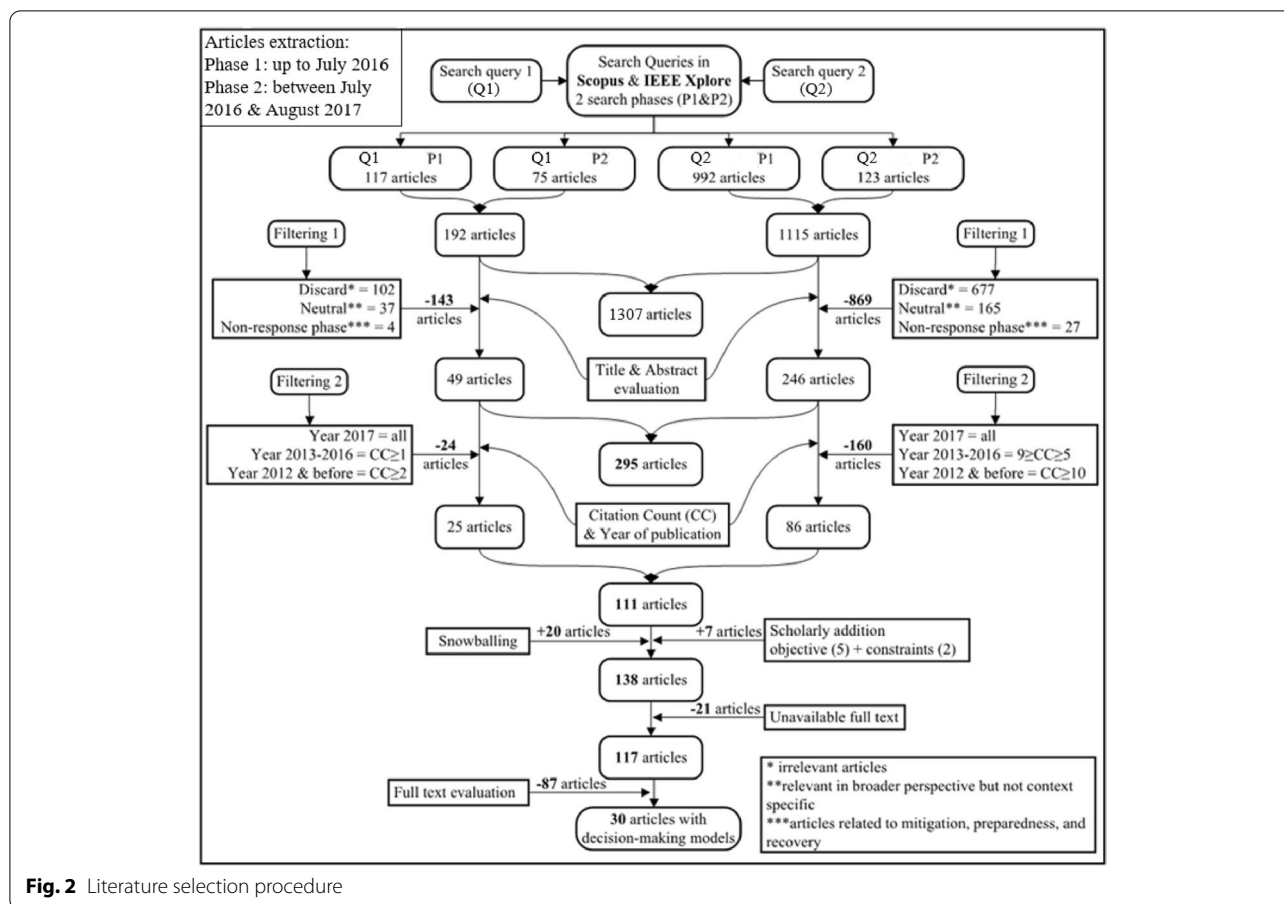 Articles extraction:
Phase 1: up to July 2016
Phase 2: between July
2016 & August 2017
Search query 1
(Q1)
Search Queries in
Scopus & IEEE Xplore
2 search phases (P1&P2)
Search query 2
(Q2)
Q1 P1
117 articles
Q1 P2
75 articles
Q2 P1
992 articles
Q2 P2
123 articles
Filtering 1
192 articles
1115 articles
Filtering 1
Discard* = 102
Neutral** = 37
Non-response phase*** = 4
-143
articles
1307 articles
-869
articles
Discard* = 677
Neutral** = 165
Non-response phase*** = 27
49 articles
Title & Abstract
evaluation
246 articles
Filtering 2
Filtering 2
Year 2017 = all
Year 2013-2016 = CC≥1
Year 2012 & before = CC≥2
-24
articles
295 articles
-160
articles
Year 2017 = all
Year 2013-2016 = 9≥CC≥5
Year 2012 & before = CC≥10
25 articles
Citation Count (CC)
& Year of publication
86 articles
111 articles
Snowballing
+20 articles
+7 articles
Scholarly addition
objective (5) + constraints (2)
138 articles
-21 articles
Unavailable full text
117 articles
Full text evaluation
-87 articles
30 articles with
decision-making models
* irrelevant articles
**relevant in broader perspective but not context
specific
***articles related to mitigation, preparedness, and
recovery
Fig. 2 Literature selection procedure